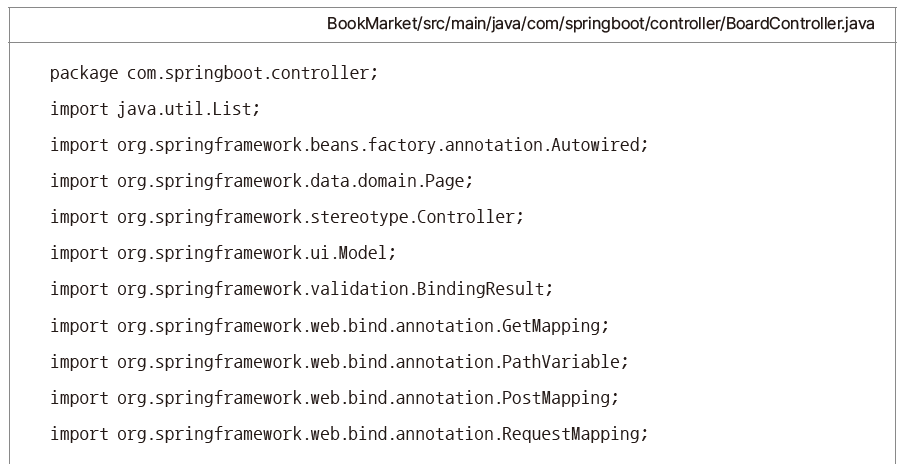 BookMarket/src/main/java/com/springboot/controller/BoardController.java
package com.springboot.controller;
import java.util.List;
import org.springframework.beans.factory.annotation.Autowired;
import org.springframework.data.domain.Page;
import org.springframework.stereotype.Controller;
import org.springframework.ui.Model;
import org.springframework.validation.BindingResult;
import org.springframework.web.bind.annotation.GetMapping;
import org.springframework.web.bind.annotation.PathVariable;
import org.springframework.web.bind.annotation.PostMapping;
import org.springframework.web.bind.annotation.RequestMapping;